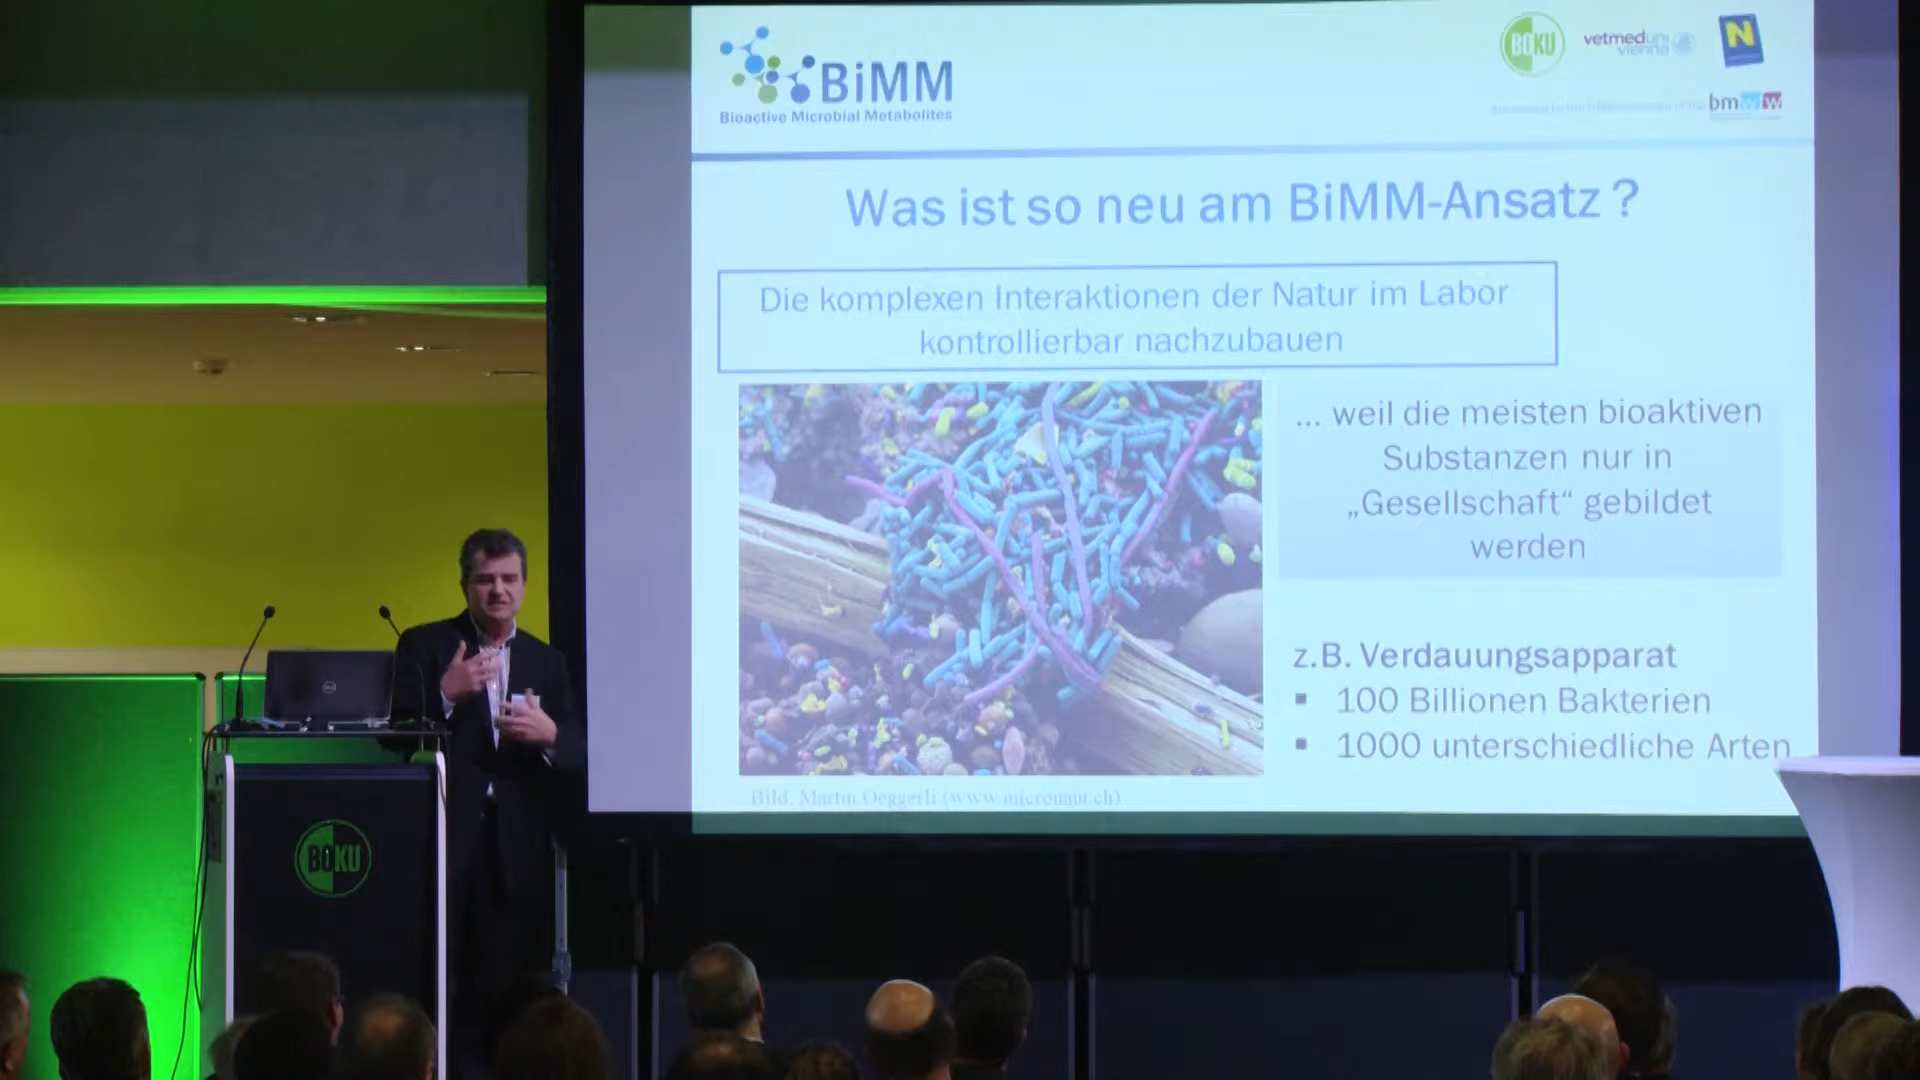 BiMM
Bioactive Microbial Metabolites
BOKU
vetmeduni
vienna
N
bmwfw
Was ist so neu am BiMM-Ansatz ?
Die komplexen Interaktionen der Natur im Labor
kontrollierbar nachzubauen
... weil die meisten bioaktiven
Substanzen nur in
„Gesellschaft“ gebildet
werden
z.B. Verdauungsapparat
▪ 100 Billionen Bakterien
▪ 1000 unterschiedliche Arten
Bild: Martin Oeggerli (www.micronaut.ch)
DELL
BOKU